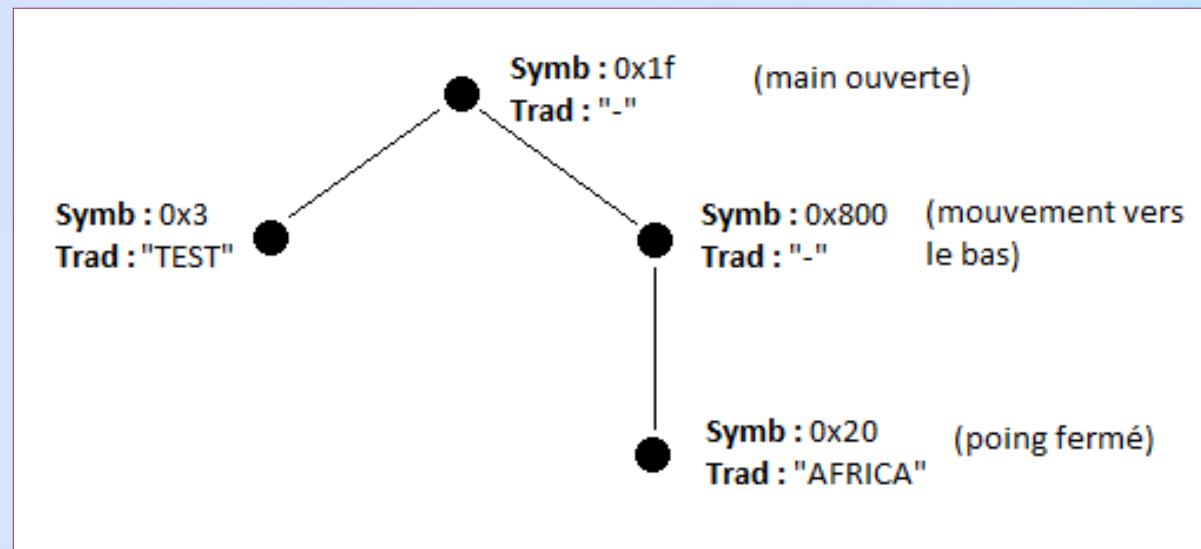 Symb : 0x1f
Trad : "-"
(main ouverte)
Symb : 0x3
Trad : "TEST"
Symb : 0x800
Trad : "-"
(mouvement vers
le bas)
Symb : 0x20
Trad : "AFRICA"
(poing fermé)